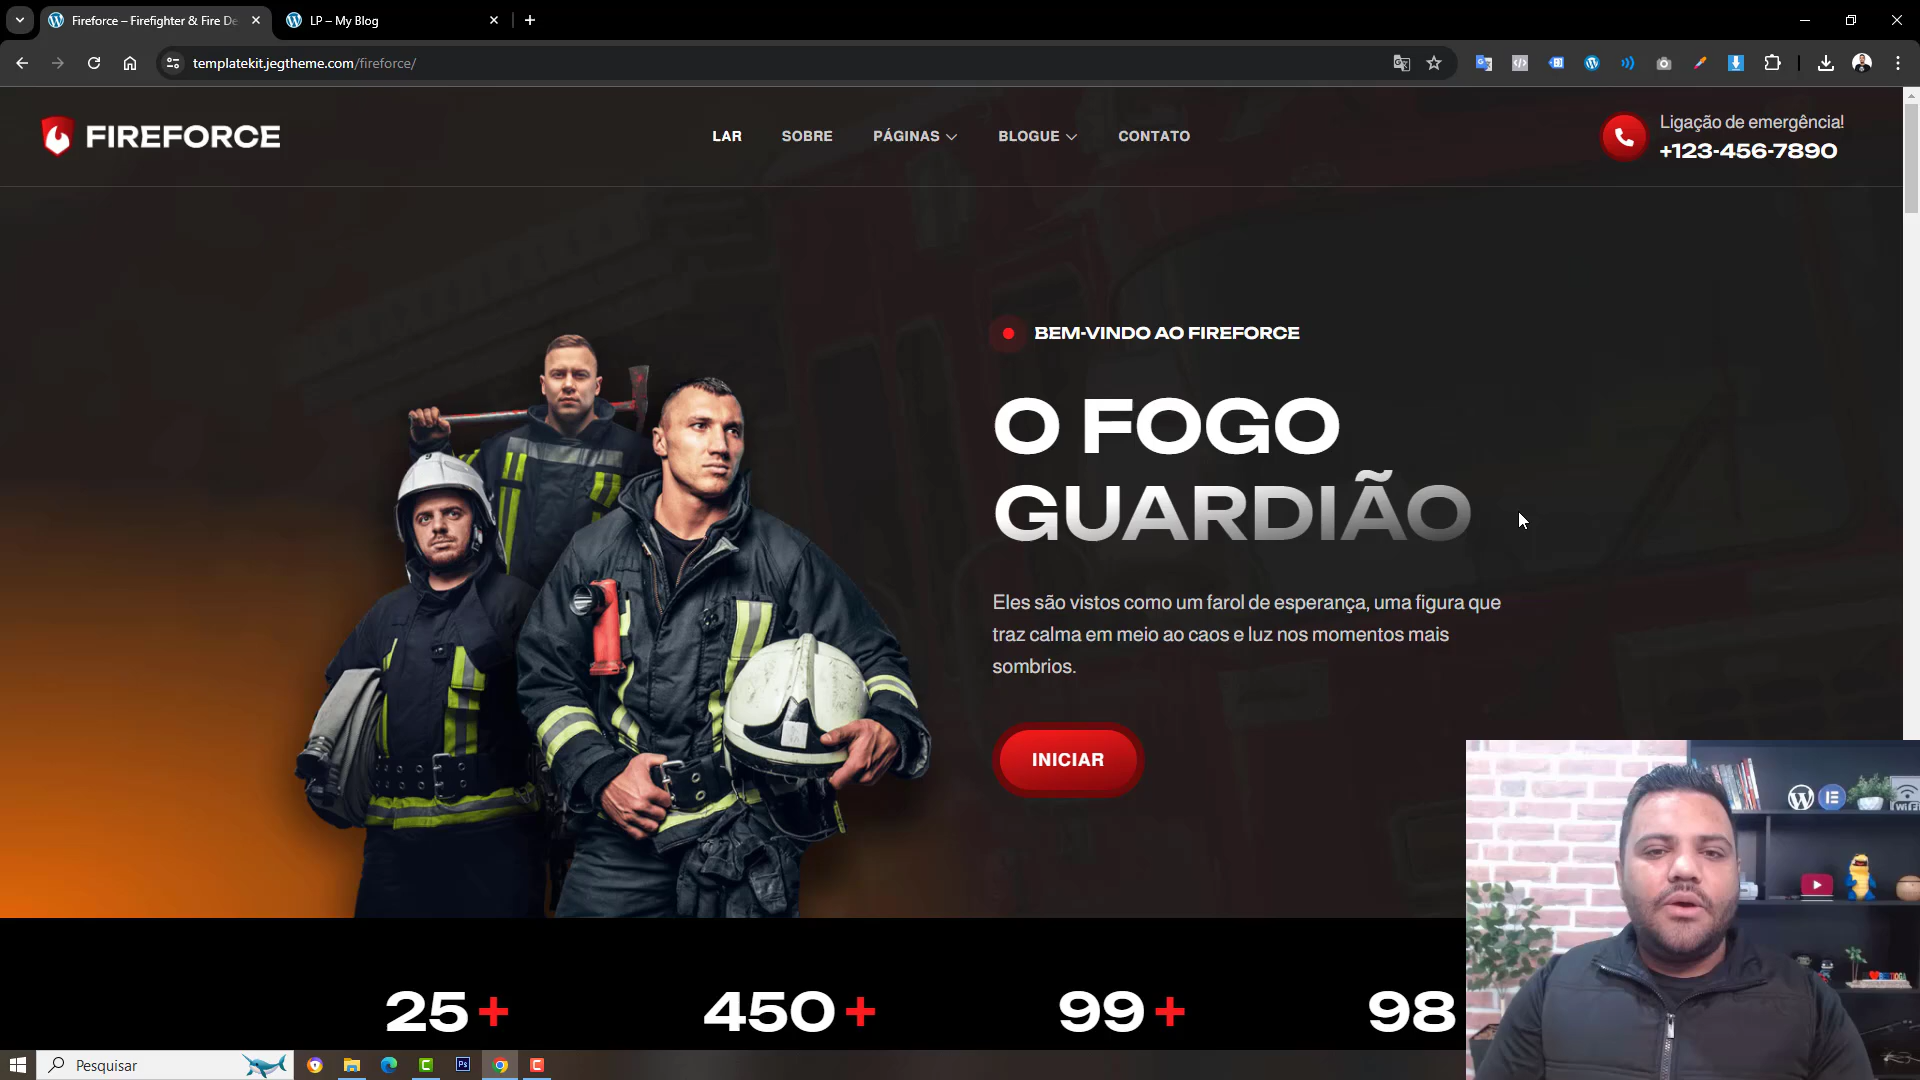 Fireforce – Firefighter & Fire De
LP – My Blog
templatekit.jegtheme.com/fireforce/
FIREFORCE
LAR
SOBRE
PÁGINAS
BLOGUE
CONTATO
Ligação de emergência!
+123-456-7890
BEM-VINDO AO FIREFORCE
O FOGO
GUARDIÃO
Eles são vistos como um farol de esperança, uma figura que
traz calma em meio ao caos e luz nos momentos mais
sombrios.
INICIAR
25+
450+
99+
98
Pesquisar
Ps